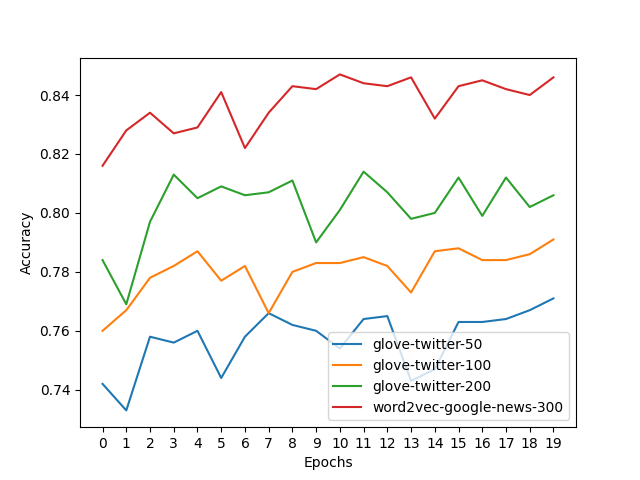 0.84
0.82
0.80
0.78
0.76
0.74
Accuracy
glove-twitter-50
glove-twitter-100
glove-twitter-200
word2vec-google-news-300
0 1 2 3 4 5 6 7 8 9 10 11 12 13 14 15 16 17 18 19
Epochs